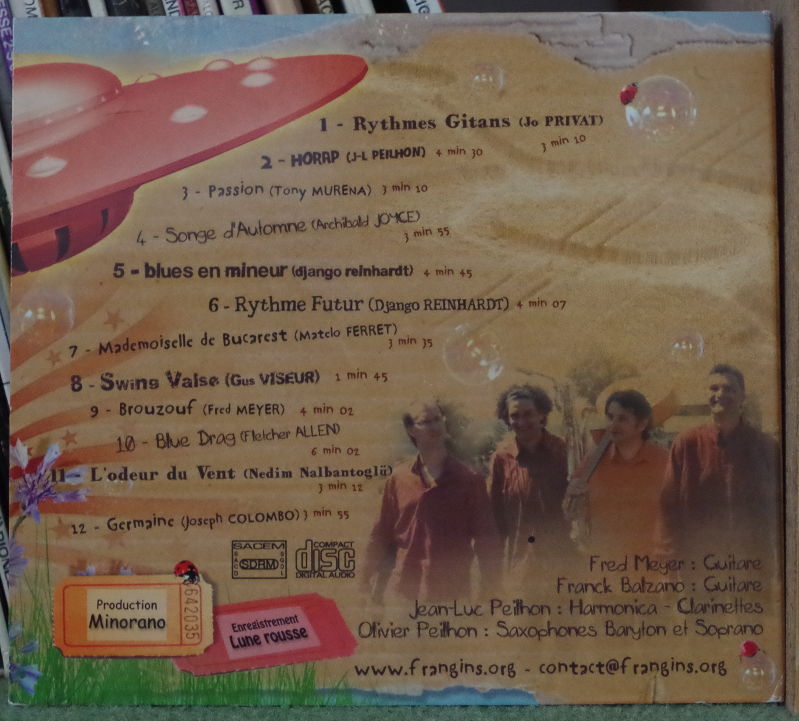 1 - Rythmes Gitans (Jo PRIVAT)
3 min 10
2 - HORAP (J-L PEILHON) 4 min 30
3 - Passion (Tony MURENA) 3 min 10
4 - Songe d'Automne (Archibald JOYCE)
3 min 55
5 - blues en mineur (django reinhardt) 4 min 45
6 - Rythme Futur (Django REINHARDT) 4 min 07
7 - Mademoiselle de Bucarest (Matelo FERRET)
3 min 35
8 - Swing Valse (Gus VISEUR) 1 min 45
9 - Brouzouf (Fred MEYER) 4 min 02
10 - Blue Drag (Fletcher ALLEN)
6 min 02
11 - L'odeur du Vent (Nedim Nalbantoglü)
3 min 12
12 - Germaine (Joseph COLOMBO) 3 min 55
SACEM
SDRM
COMPACT
disc
DIGITAL AUDIO
Fred Meyer : Guitare
Franck Balzano : Guitare
Jean-Luc Peilhon : Harmonica - Clarinettes
Olivier Peilhon : Saxophones Baryton et Soprano
Production
Minorano
642035
Enregistrement
Lune rousse
www.frangins.org - contact@frangins.org